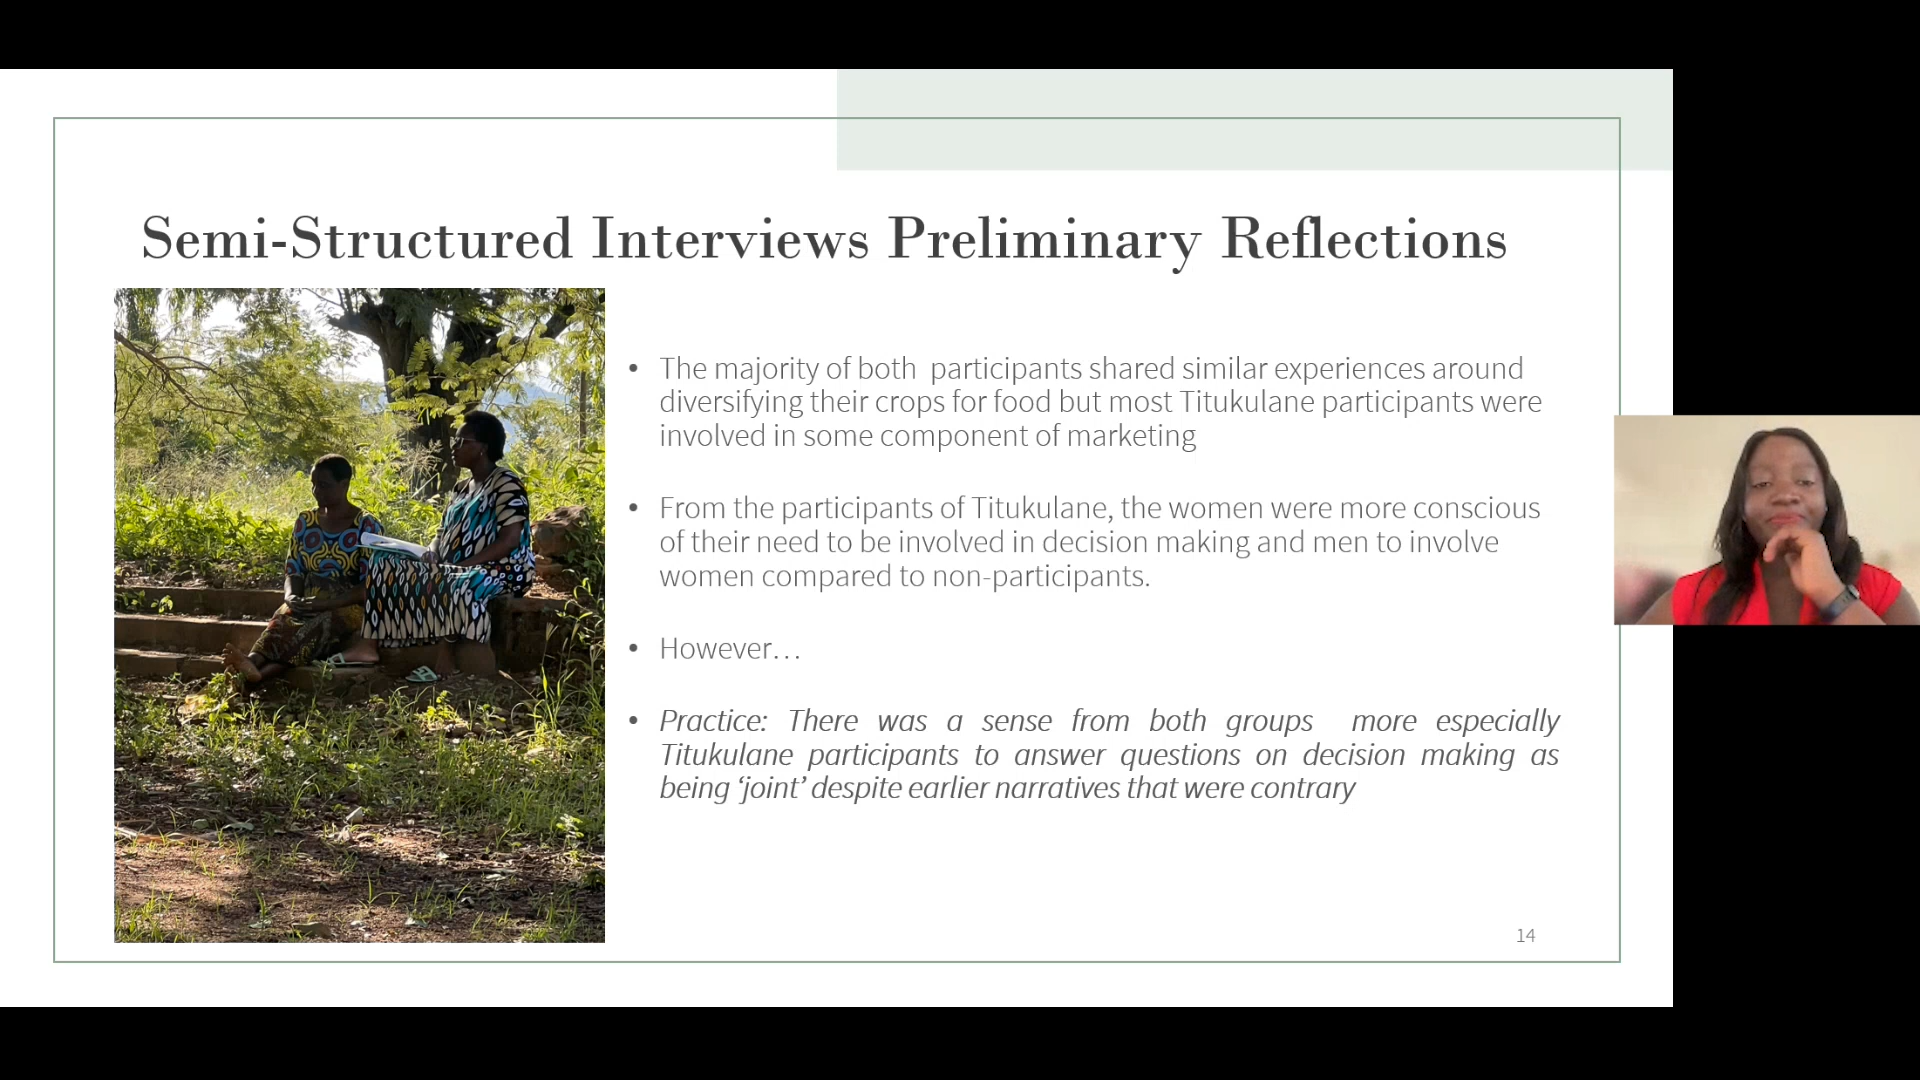 Semi-Structured Interviews Preliminary Reflections
• The majority of both  participants shared similar experiences around
diversifying their crops for food but most Titukulane participants were
involved in some component of marketing
• From the participants of Titukulane, the women were more conscious
of their need to be involved in decision making and men to involve
women compared to non-participants.
• However…
• Practice: There was a sense from both groups  more especially
Titukulane participants to answer questions on decision making as
being ‘joint’ despite earlier narratives that were contrary
14